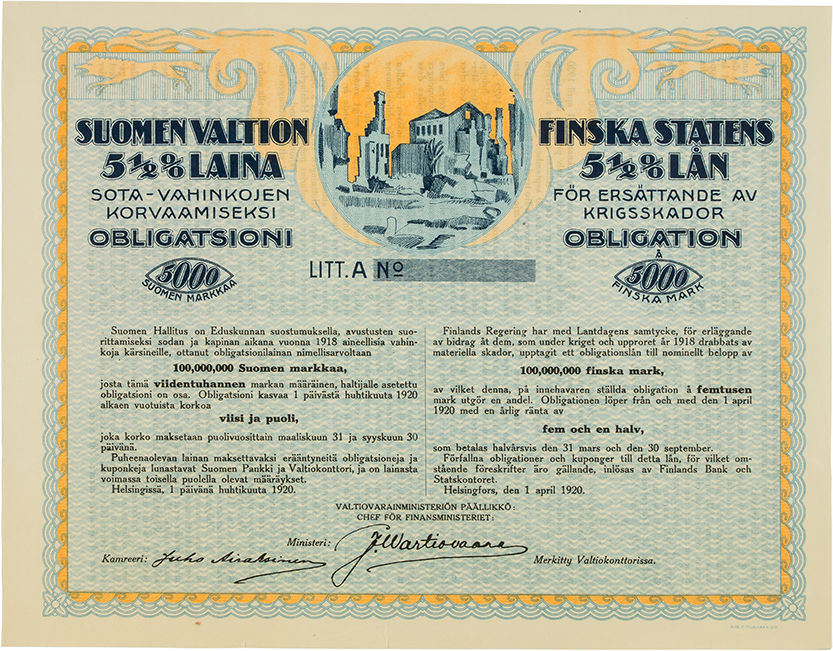 SUOMEN VALTION
5½% LAINA
SOTA-VAHINKOJEN
KORVAAMISEKSI
OBLIGATSIONI
5000
SUOMEN MARKKAA
FINSKA STATENS
5½% LÅN
FÖR ERSÄTTANDE AV
KRIGSSKADOR
OBLIGATION
Å
5000
FINSKA MARK
LITT. A No
Suomen Hallitus on Eduskunnan suostumuksella, avustusten suo-
rittamiseksi sodan ja kapinan aikana vuonna 1918 aineellisia vahin-
koja kärsineille, ottanut obligatsionilainan nimellisarvoltaan
100,000,000 Suomen markkaa,
josta tämä viidentuhannen markan määräinen, haltijalle asetettu
obligatsioni on osa. Obligatsioni kasvaa 1 päivästä huhtikuuta 1920
alkaen vuotuista korkoa
viisi ja puoli,
joka korko maksetaan puolivuosittain maaliskuun 31 ja syyskuun 30
päivänä.
Puheenaolevan lainan maksettavaksi erääntyneitä obligatsioneja ja
kuponkeja lunastavat Suomen Pankki ja Valtiokonttori, ja on lainasta
voimassa toisella puolella olevat määräykset.
Helsingissä, 1 päivänä huhtikuuta 1920.
Finlands Regering har med Lantdagens samtycke, för erläggande
av bidrag åt dem, som under kriget och upproret år 1918 drabbats av
materiella skador, upptagit ett obligationslån till nominellt belopp av
100,000,000 finska mark,
av vilket denna, på innehavaren ställda obligation å femtusen
mark utgör en andel. Obligationen löper från och med den 1 april
1920 med en årlig ränta av
fem och en halv,
som betalas halvårsvis den 31 mars och den 30 september.
Förfallna obligationer och kuponger till detta lån, för vilket om-
stående föreskrifter äro gällande, inlösas av Finlands Bank och
Statskontoret.
Helsingfors, den 1 april 1920.
VALTIOVARAINMINISTERIÖN PÄÄLLIKKÖ:
CHEF FÖR FINANSMINISTERIET:
Ministeri: J. Wartiovaara
Kamreeri: Juho Airaksinen
Merkitty Valtiokonttorissa.